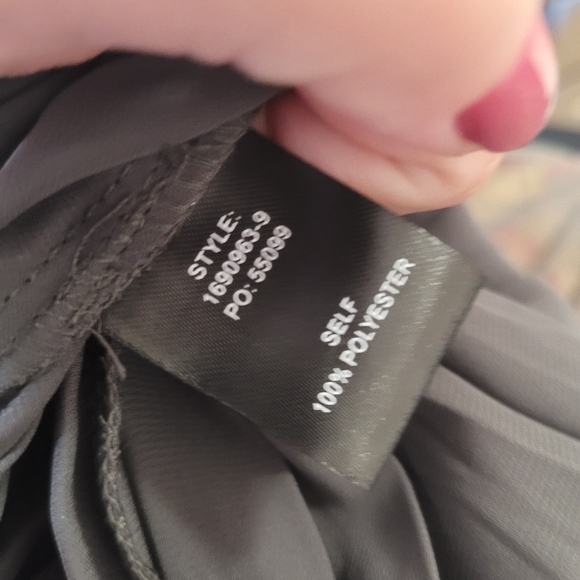 STYLE:
1690963-9
PO: 55099
SELF
100% POLYESTER